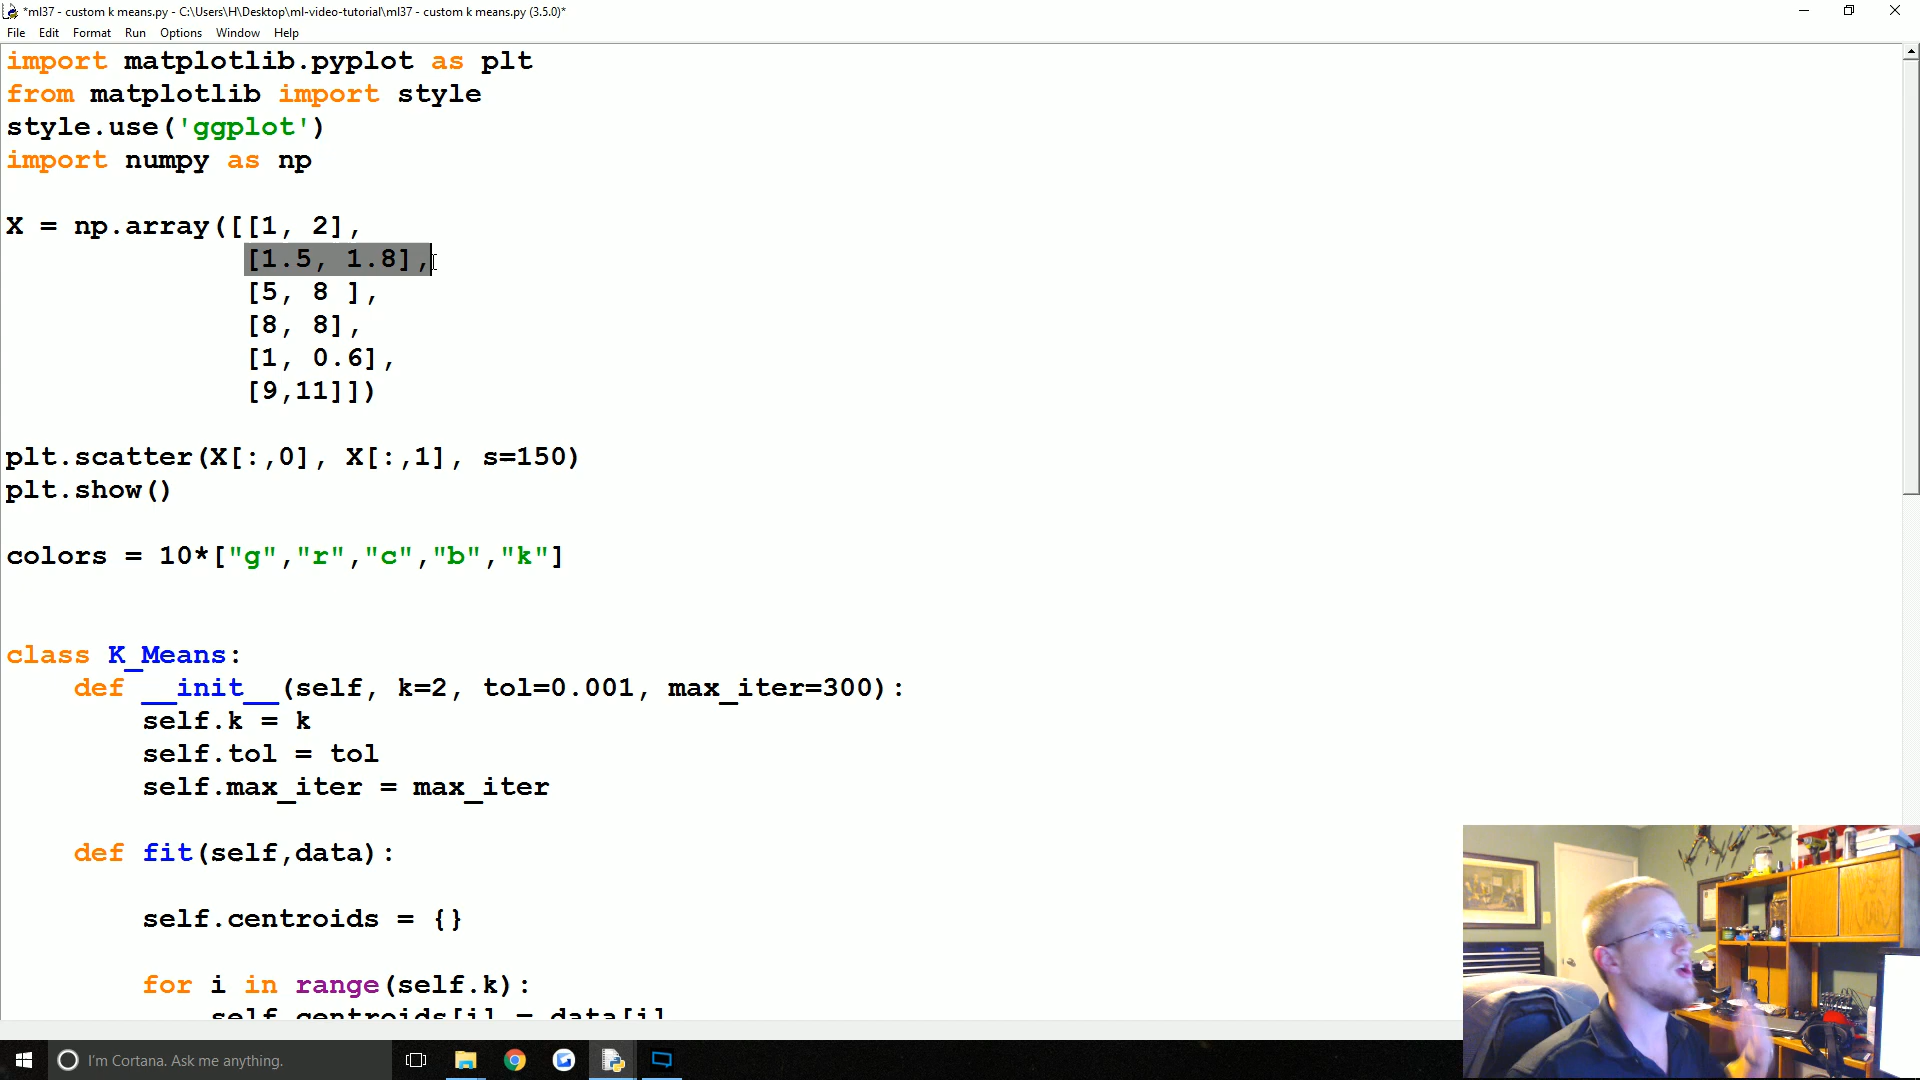 *ml37 - custom k means.py - C:\Users\H\Desktop\ml-video-tutorial\ml37 - custom k means.py (3.5.0)*
File Edit Format Run Options Window Help
import matplotlib.pyplot as plt
from matplotlib import style
style.use('ggplot')
import numpy as np
X = np.array([[1, 2],
[1.5, 1.8],
[5, 8 ],
[8, 8],
[1, 0.6],
[9,11]])
plt.scatter(X[:,0], X[:,1], s=150)
plt.show()
colors = 10*["g","r","c","b","k"]
class K_Means:
def __init__(self, k=2, tol=0.001, max_iter=300):
self.k = k
self.tol = tol
self.max_iter = max_iter
def fit(self,data):
self.centroids = {}
for i in range(self.k):
self.centroids[i] = data[i]
I'm Cortana. Ask me anything.